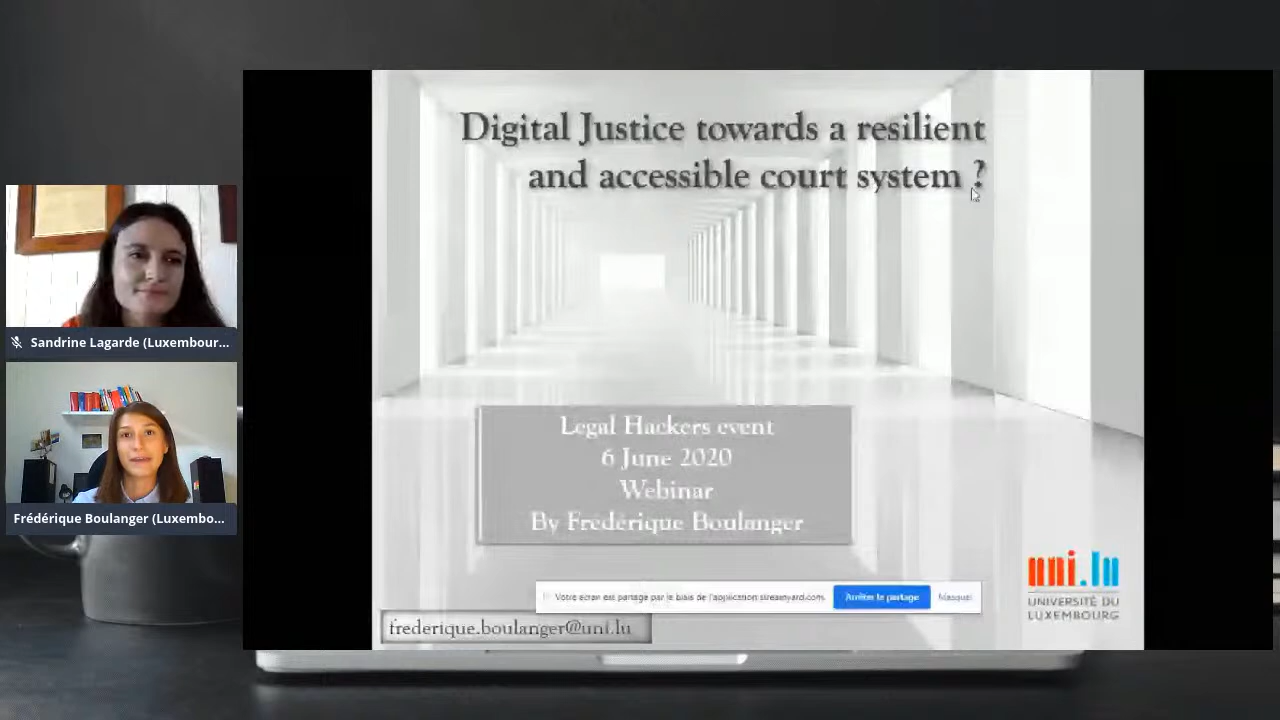 Digital Justice towards a resilient
and accessible court system ?
Sandrine Lagarde (Luxembour...
Frédérique Boulanger (Luxembo...
Legal Hackers event
6 June 2020
Webinar
By Frédérique Boulanger
uni.lu
UNIVERSITÉ DU
LUXEMBOURG
Votre écran est partagé par le biais de l'application streamyard.com. Arrêter le partage Masquer
frederique.boulanger@uni.lu